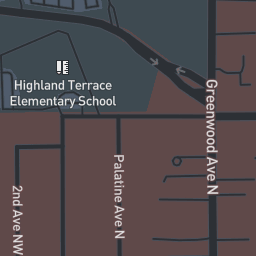 Highland Terrace
Elementary School
Greenwood Ave N
Palatine Ave N
2nd Ave NW